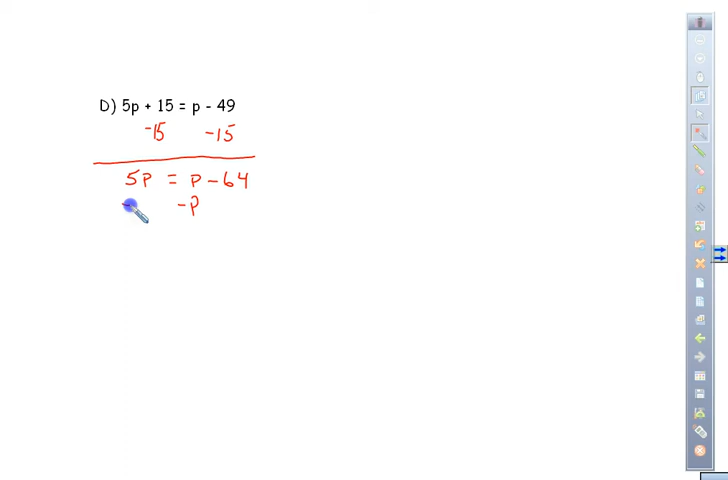 D) 5p + 15 = p - 49
-15 -15
5p = p - 64
- -p